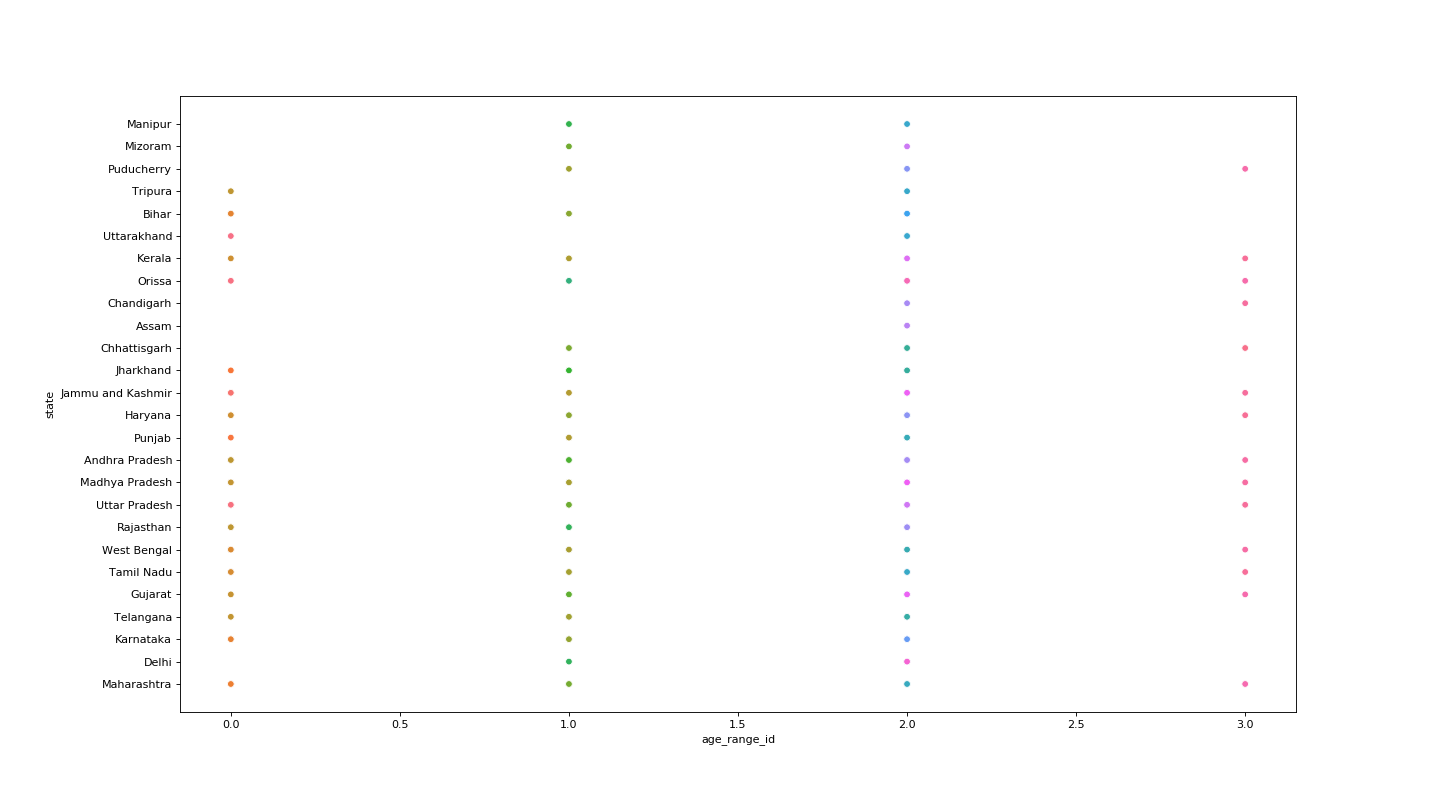 Manipur
Mizoram
Puducherry
Tripura
Bihar
Uttarakhand
Kerala
Orissa
Chandigarh
Assam
Chhattisgarh
Jharkhand
Jammu and Kashmir
Haryana
Punjab
Andhra Pradesh
Madhya Pradesh
Uttar Pradesh
Rajasthan
West Bengal
Tamil Nadu
Gujarat
Telangana
Karnataka
Delhi
Maharashtra
state
0.0 0.5 1.0 1.5 2.0 2.5 3.0
age_range_id